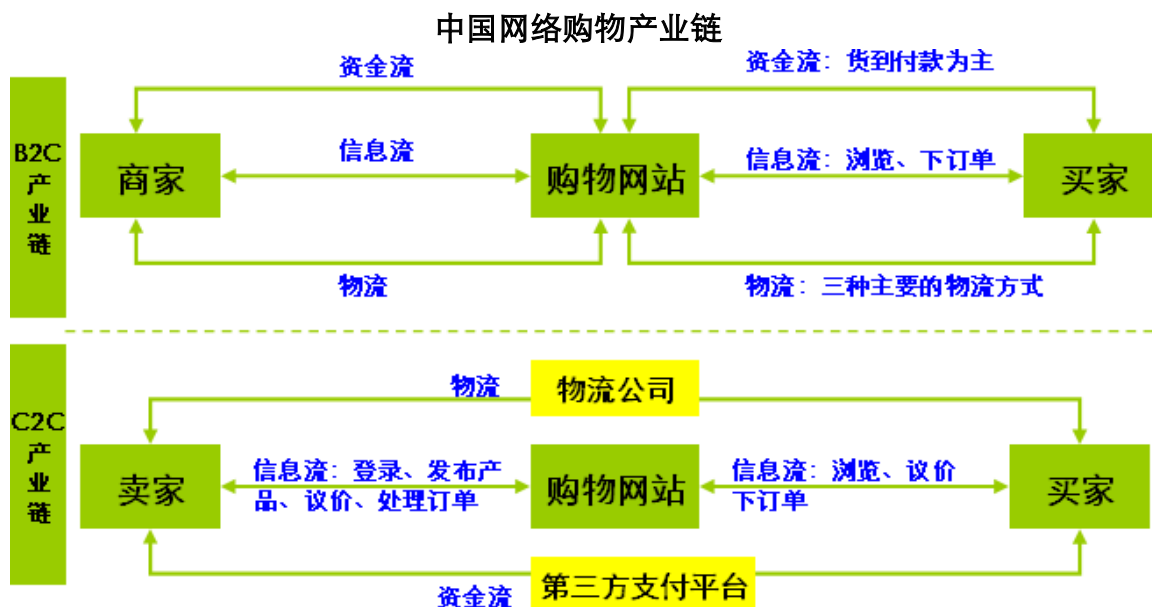 中国网络购物产业链
资金流
资金流：货到付款为主
B2C
产
业
链
商家
信息流
购物网站
信息流：浏览、下订单
买家
物流
物流：三种主要的物流方式
C2C
产
业
链
物流
物流公司
卖家
信息流：登录、发布产
品、议价、处理订单
购物网站
信息流：浏览、议价
下订单
买家
资金流
第三方支付平台